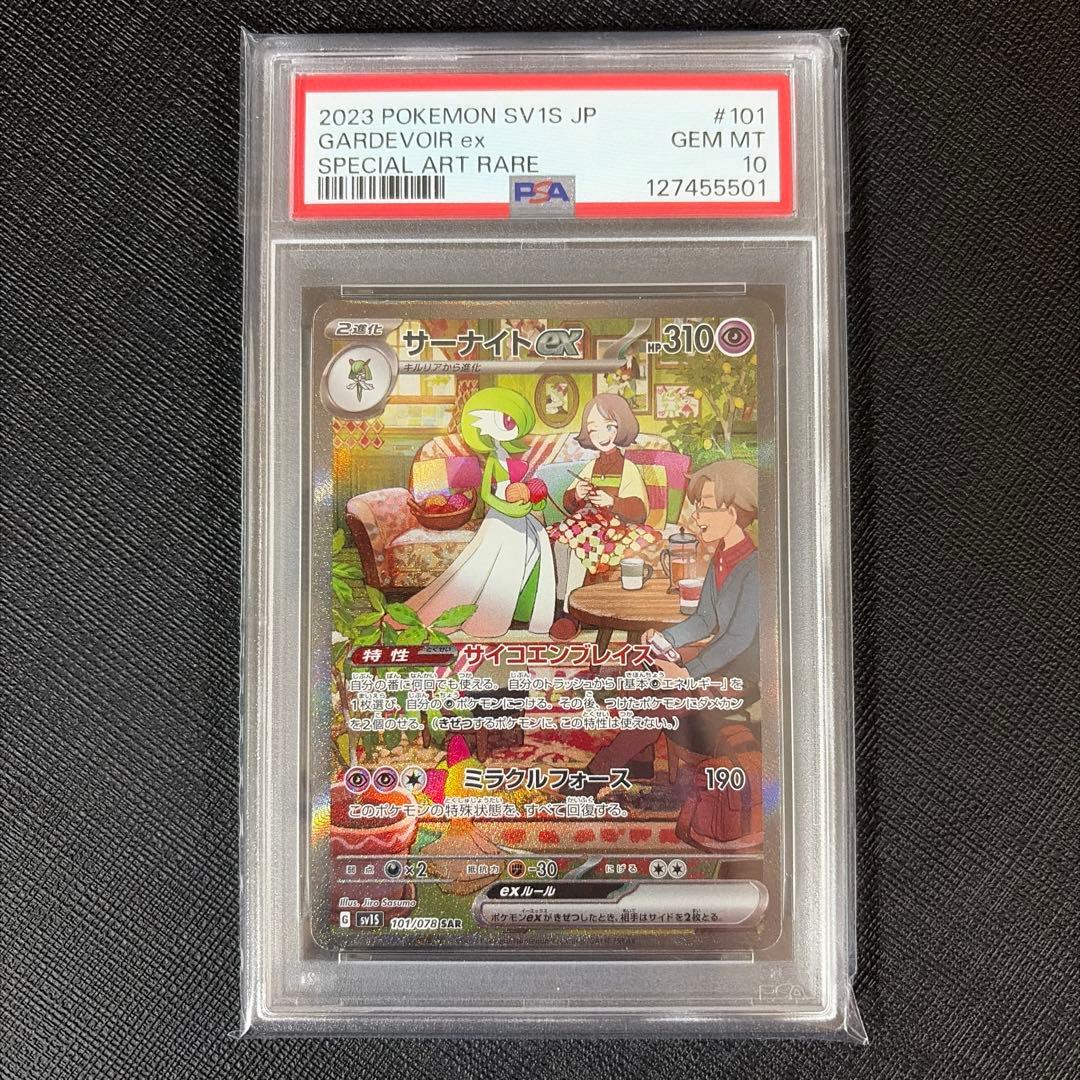 2023 POKEMON SV1S JP #101
GARDEVOIR ex GEM MT
SPECIAL ART RARE 10
PSA 127455501
2進化 サーナイトex HP310
キルリアから進化
特性 とくせい サイコエンブレイス
自分の番に何回でも使える。自分のトラッシュから「基本エネルギー」を
1枚選び、自分のポケモンにつける。その後、つけたポケモンにダメカン
を2個のせる。(きぜつするポケモンに、この特性は使えない。)
ミラクルフォース 190
このポケモンの特殊状態を、すべて回復する。
弱点 ×2 抵抗力 -30 にげる
exルール
ポケモンexがきぜつしたとき、相手はサイドを2枚とる。
Illus. Jiro Sasumo
G sv1S 101/078 SAR
PSA